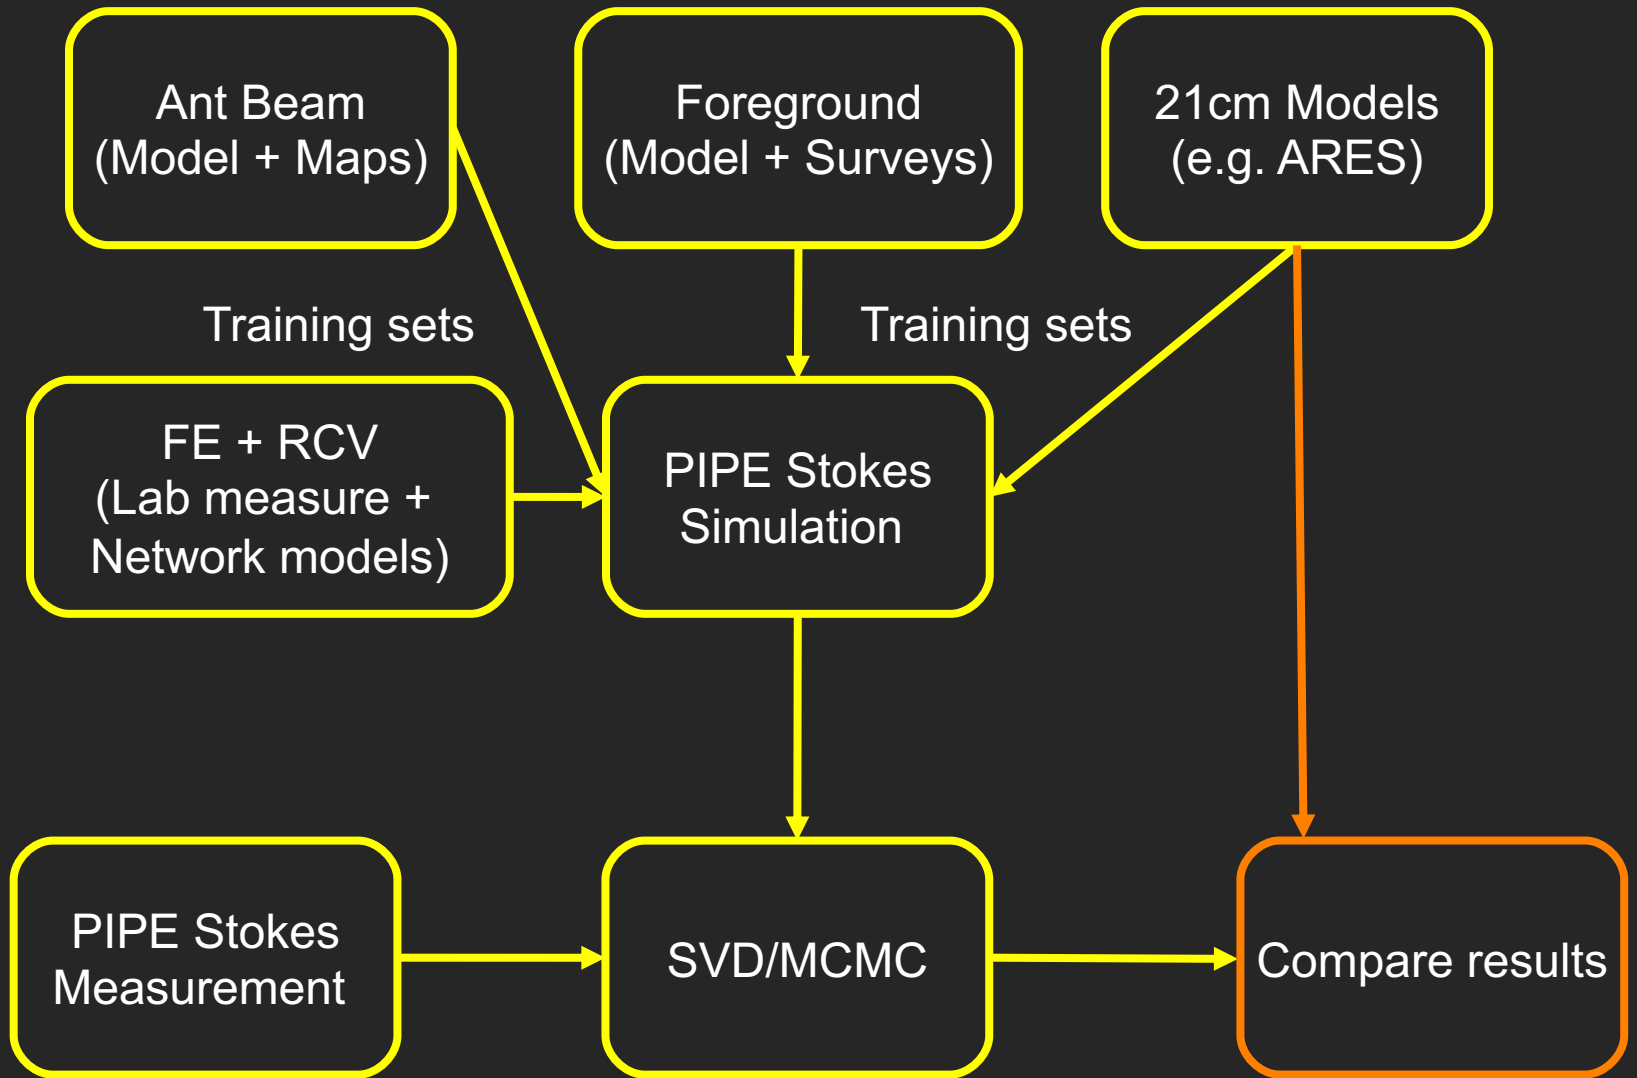 Ant Beam
(Model + Maps)
Foreground
(Model + Surveys)
21cm Models
(e.g. ARES)
Training sets
Training sets
FE + RCV
(Lab measure +
Network models)
PIPE Stokes
Simulation
PIPE Stokes
Measurement
SVD/MCMC
Compare results